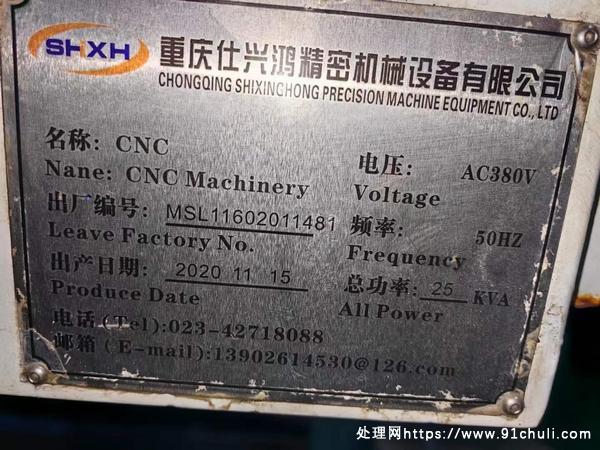 SHXH 重庆仕兴鸿精密机械设备有限公司
CHONGQING SHIXINGHONG PRECISION MACHINE EQUIPMENT CO., LTD
名称: CNC
Nane: CNC Machinery
电压: AC380V
Voltage
出厂编号: MSL11602011481
Leave Factory No.
频率: 50HZ
Frequency
出产日期: 2020 11 15
Produce Date
总功率: 25 KVA
All Power
电话(Tel):023-42718088
邮箱(E-mail):13902614530@126.com
处理网https://www.91chuli.com/